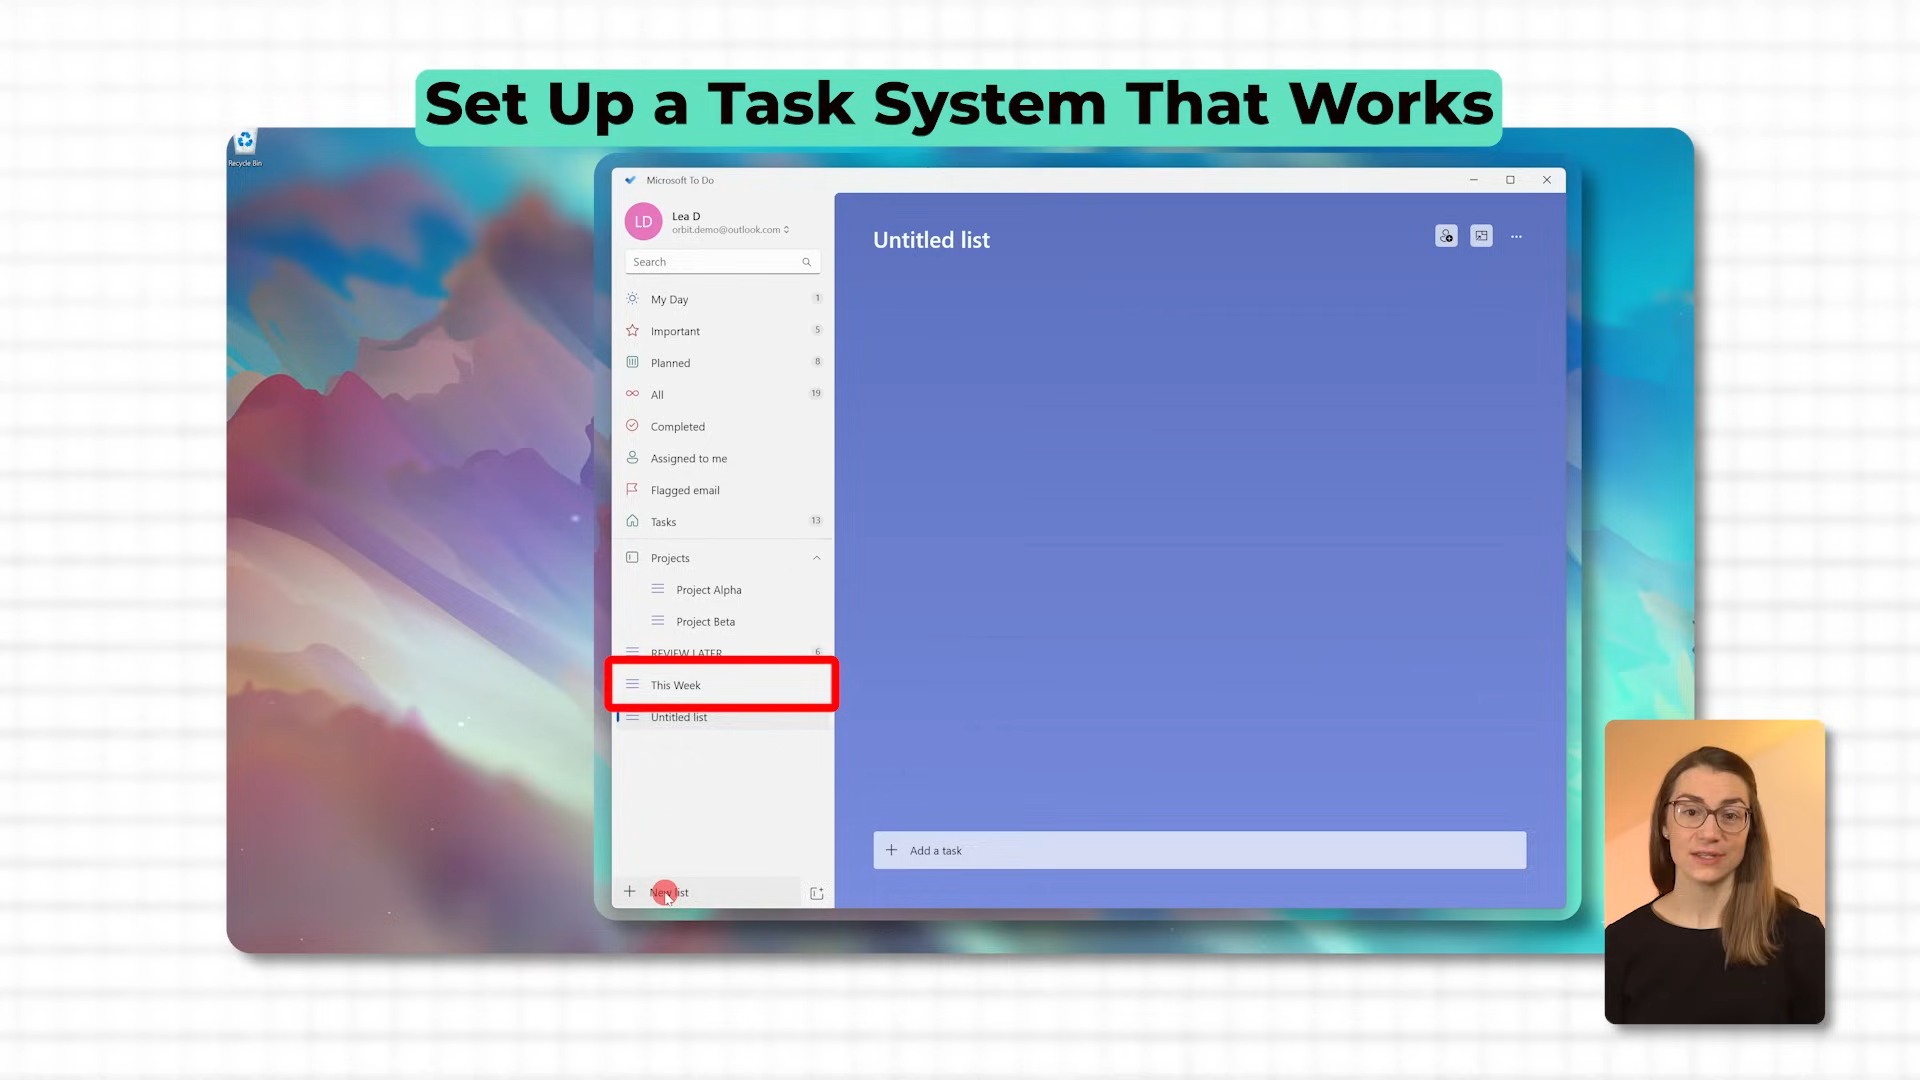 Set Up a Task System That Works
Recycle Bin
Microsoft To Do
LD
Lea D
orbit.demo@outlook.com
Search
My Day 1
Important 5
Planned 8
All 19
Completed
Assigned to me
Flagged email
Tasks 13
Projects
Project Alpha
Project Beta
REVIEW LATER 6
This Week
Untitled list
New list
Untitled list
Add a task